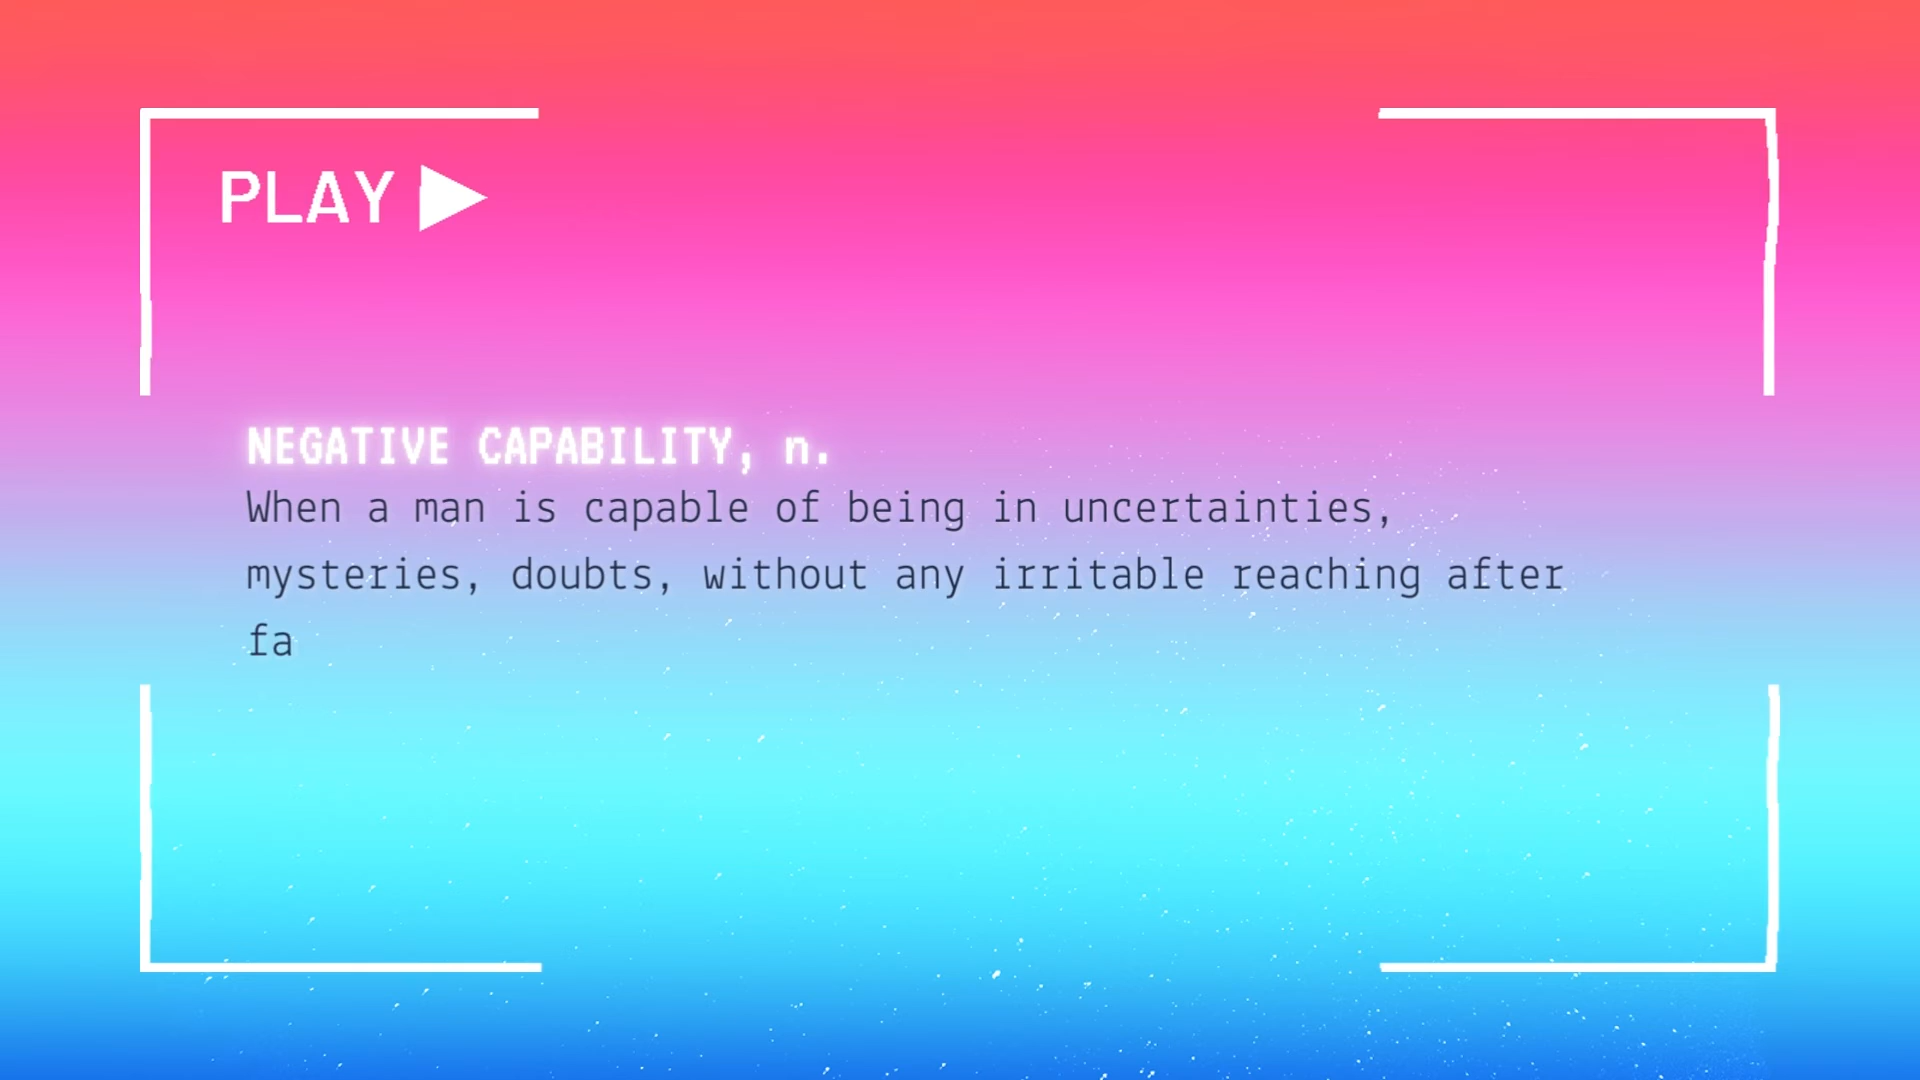 PLAY
NEGATIVE CAPABILITY, n.
When a man is capable of being in uncertainties,
mysteries, doubts, without any irritable reaching after
fa